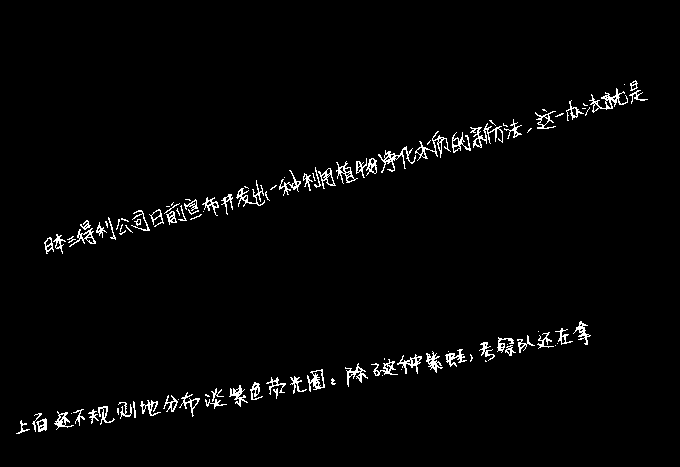 日本三得利公司日前宣布开发出一种利用植物净化水质的新方法，这一办法就是
上面还不规则地分布淡紫色荧光圈。除了这种紫蛙，考察队还在拿